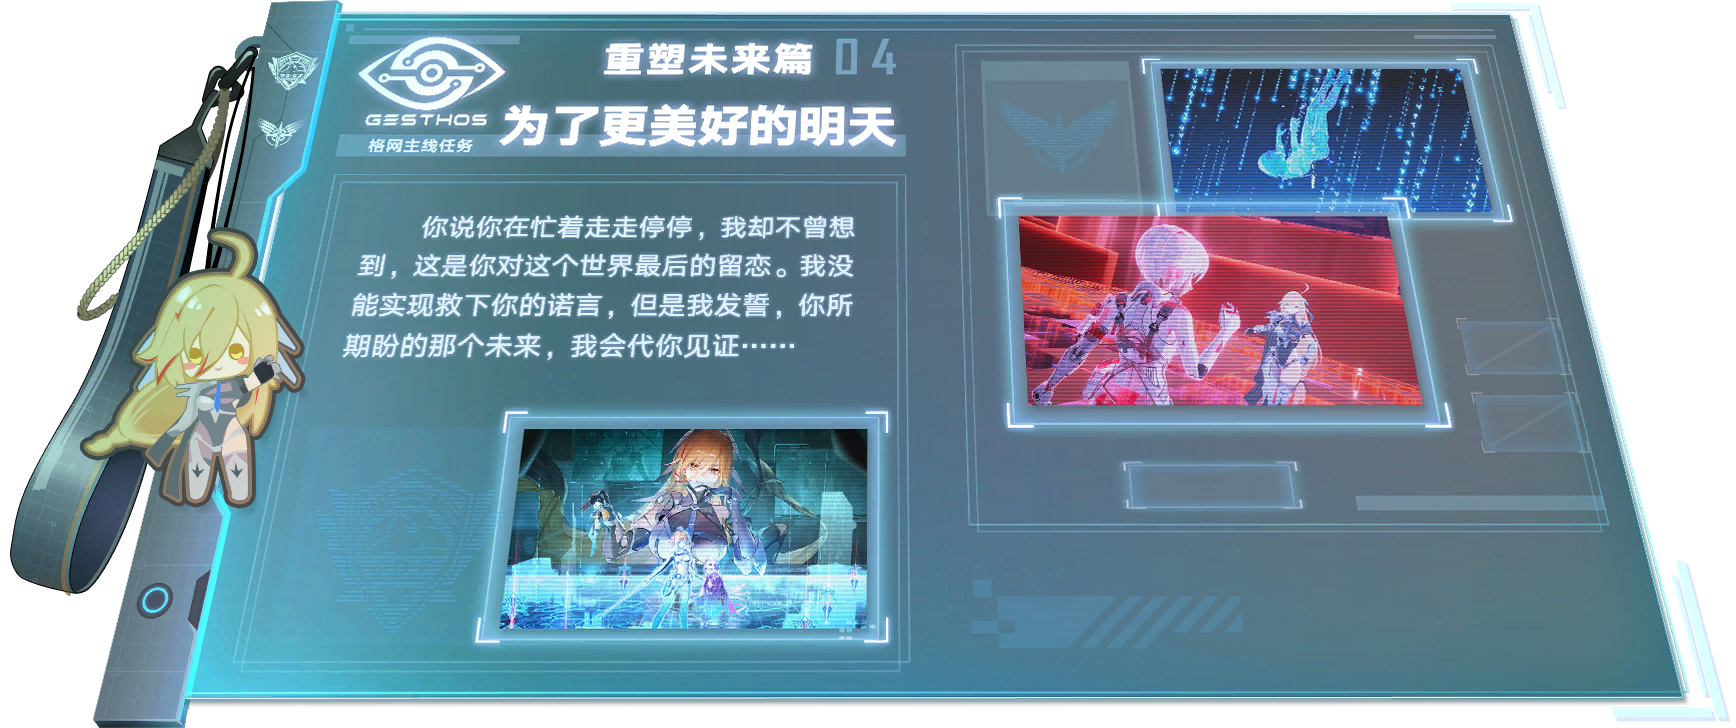 重塑未来篇 04
GESTHOS
格网主线任务
为了更美好的明天
你说你在忙着走走停停，我却不曾想
到，这是你对这个世界最后的留恋。我没
能实现救下你的诺言，但是我发誓，你所
期盼的那个未来，我会代你见证……